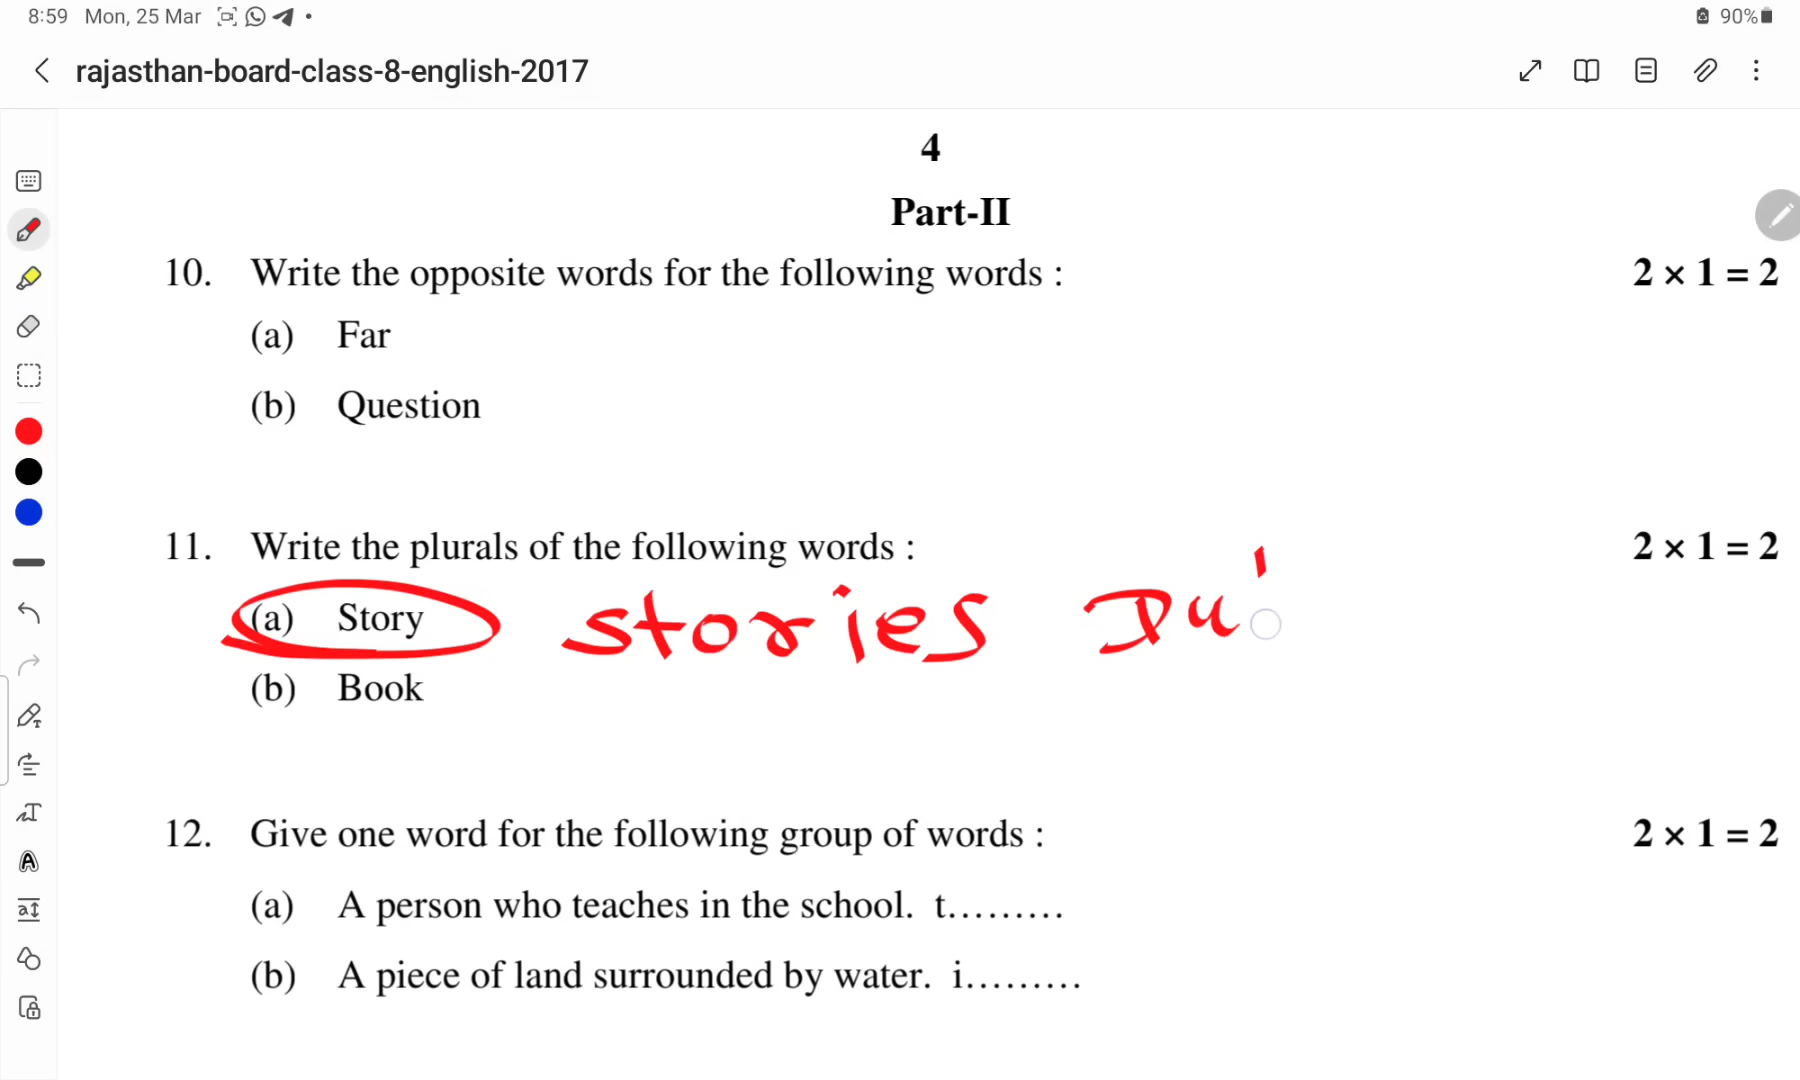 8:59 Mon, 25 Mar 90%
rajasthan-board-class-8-english-2017
4
Part-II
10. Write the opposite words for the following words : 2 × 1 = 2
(a) Far
(b) Question
11. Write the plurals of the following words : 2 × 1 = 2
(a) Story stories
(b) Book
12. Give one word for the following group of words : 2 × 1 = 2
(a) A person who teaches in the school. t.........
(b) A piece of land surrounded by water. i.........